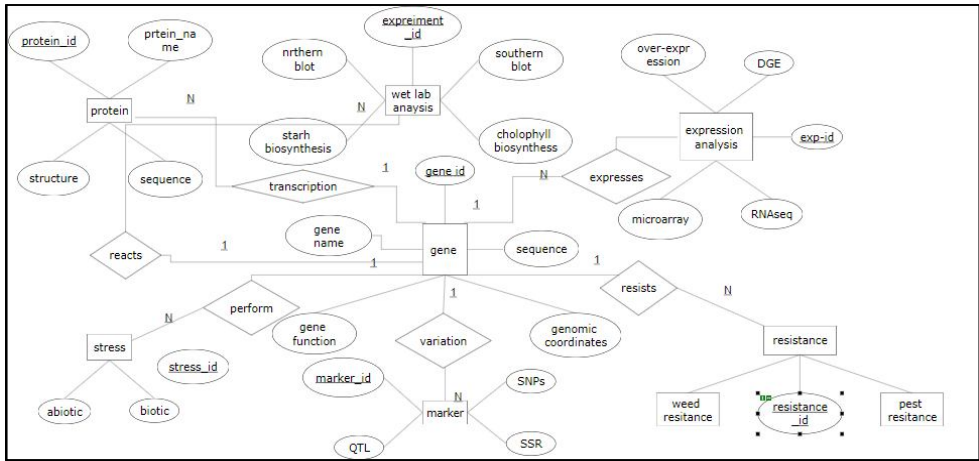 protein_id
prtein_na
me
expreiment
_id
nrthern
blot
southern
blot
over-expr
ession
DGE
protein
N
N
wet lab
anaysis
expression
analysis
exp-id
starh
biosynthesis
cholophyll
biosynthess
structure
sequence
transcription
1
gene id
N
expresses
microarray
RNAseq
1
gene
name
gene
sequence
reacts
1
1
1
resists
N
perform
1
N
gene
function
variation
genomic
coordinates
stress
stress_id
resistance
marker_id
SNPs
abiotic
biotic
N
marker
weed
resitance
resistance
_id
pest
resitance
QTL
SSR